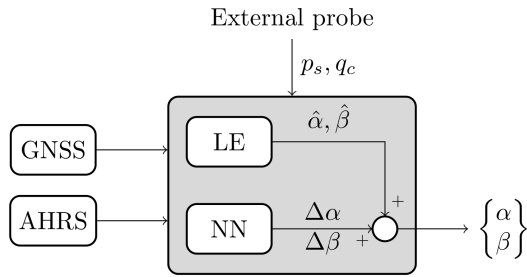 External probe
p_s, q_c
α̂, β̂
GNSS
LE
+
AHRS
NN
Δα
Δβ
+
α
β